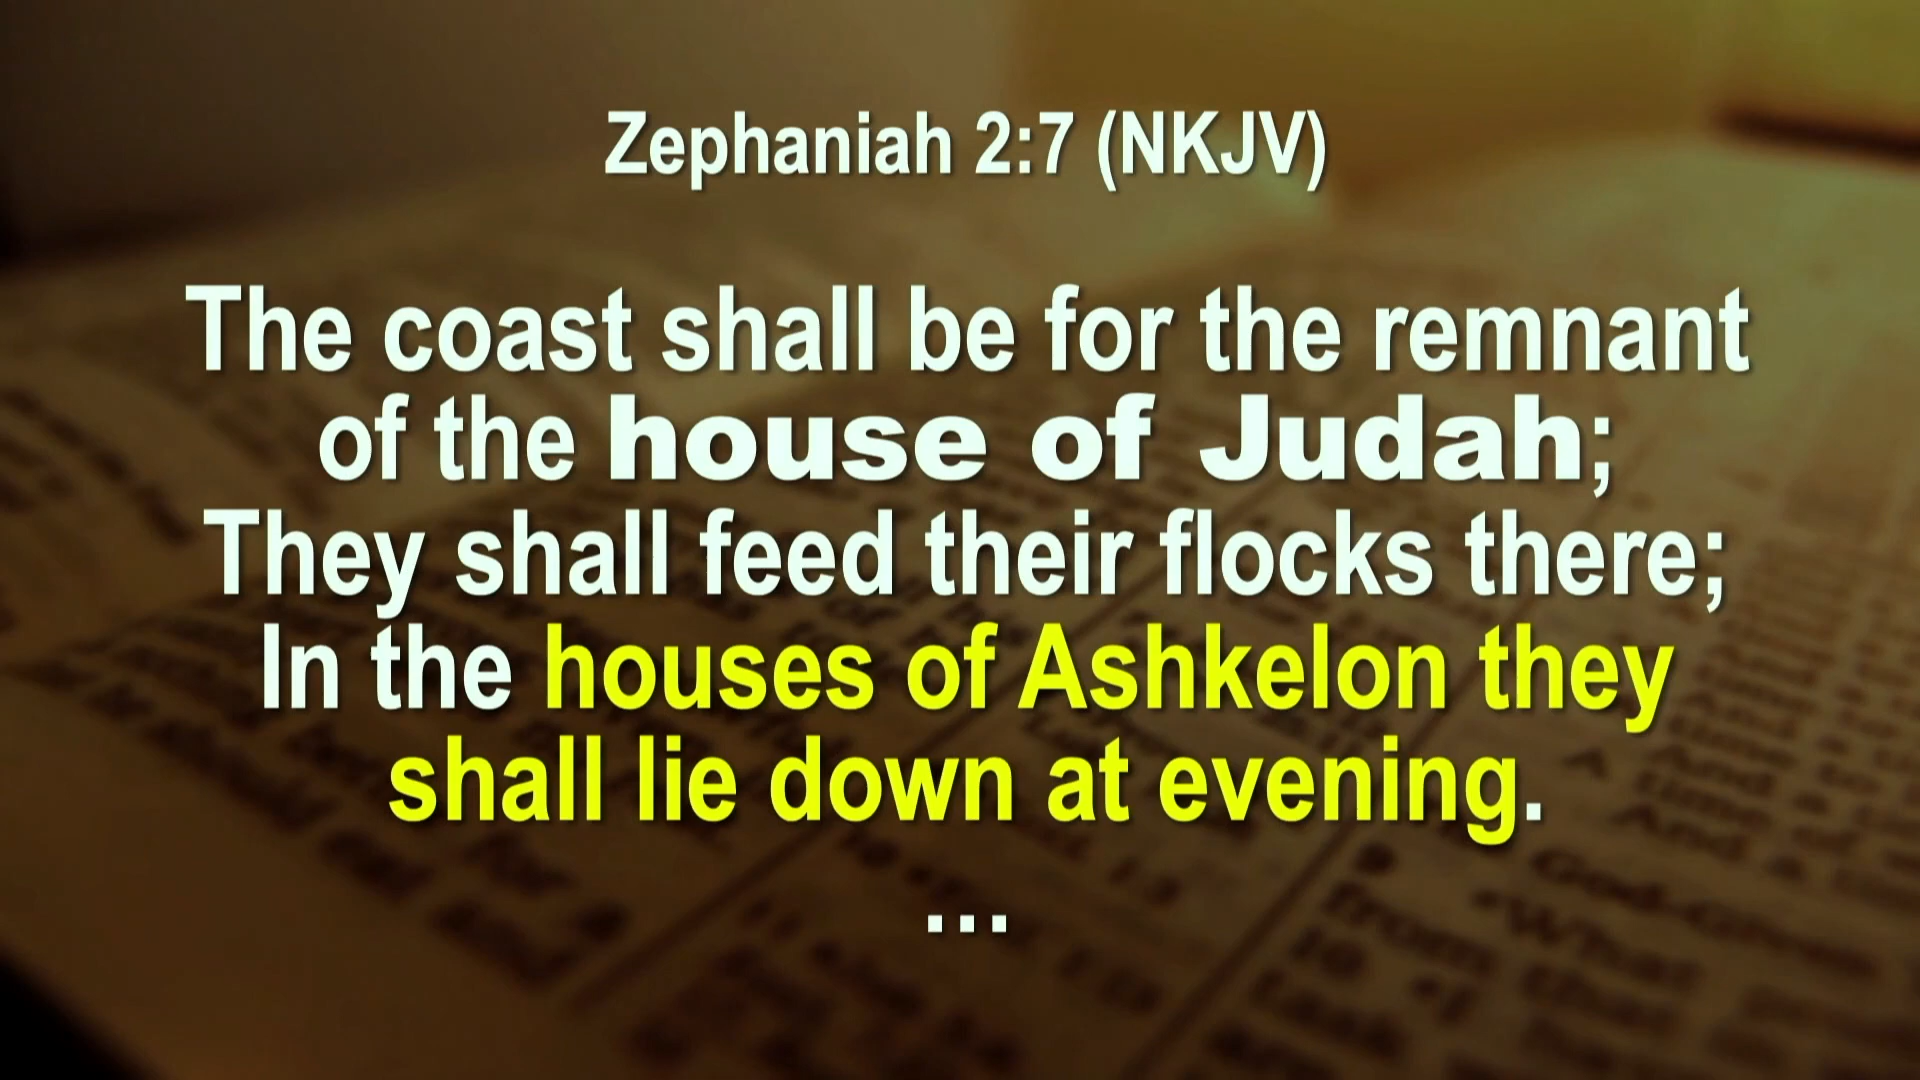 Zephaniah 2:7 (NKJV)
The coast shall be for the remnant
of the house of Judah;
They shall feed their flocks there;
In the houses of Ashkelon they
shall lie down at evening.
...